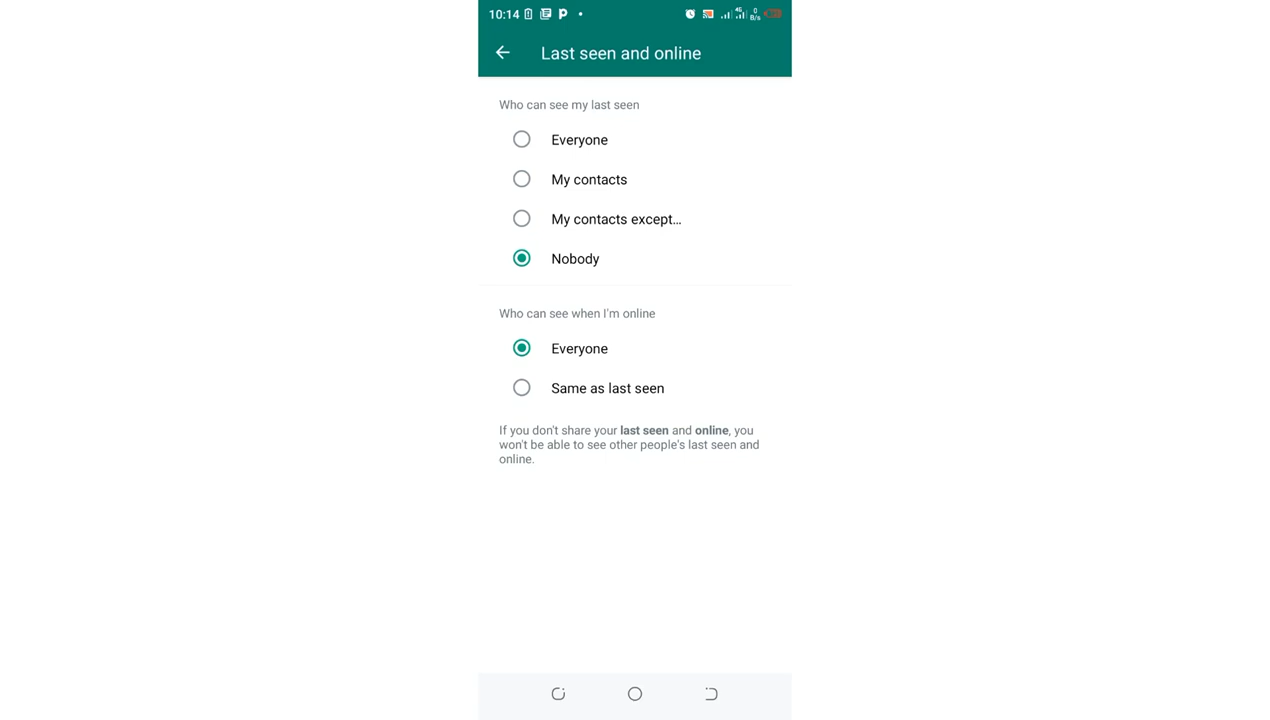 10:14
4G 0 B/s
Last seen and online
Who can see my last seen
Everyone
My contacts
My contacts except...
Nobody
Who can see when I'm online
Everyone
Same as last seen
If you don't share your last seen and online, you
won't be able to see other people's last seen and
online.